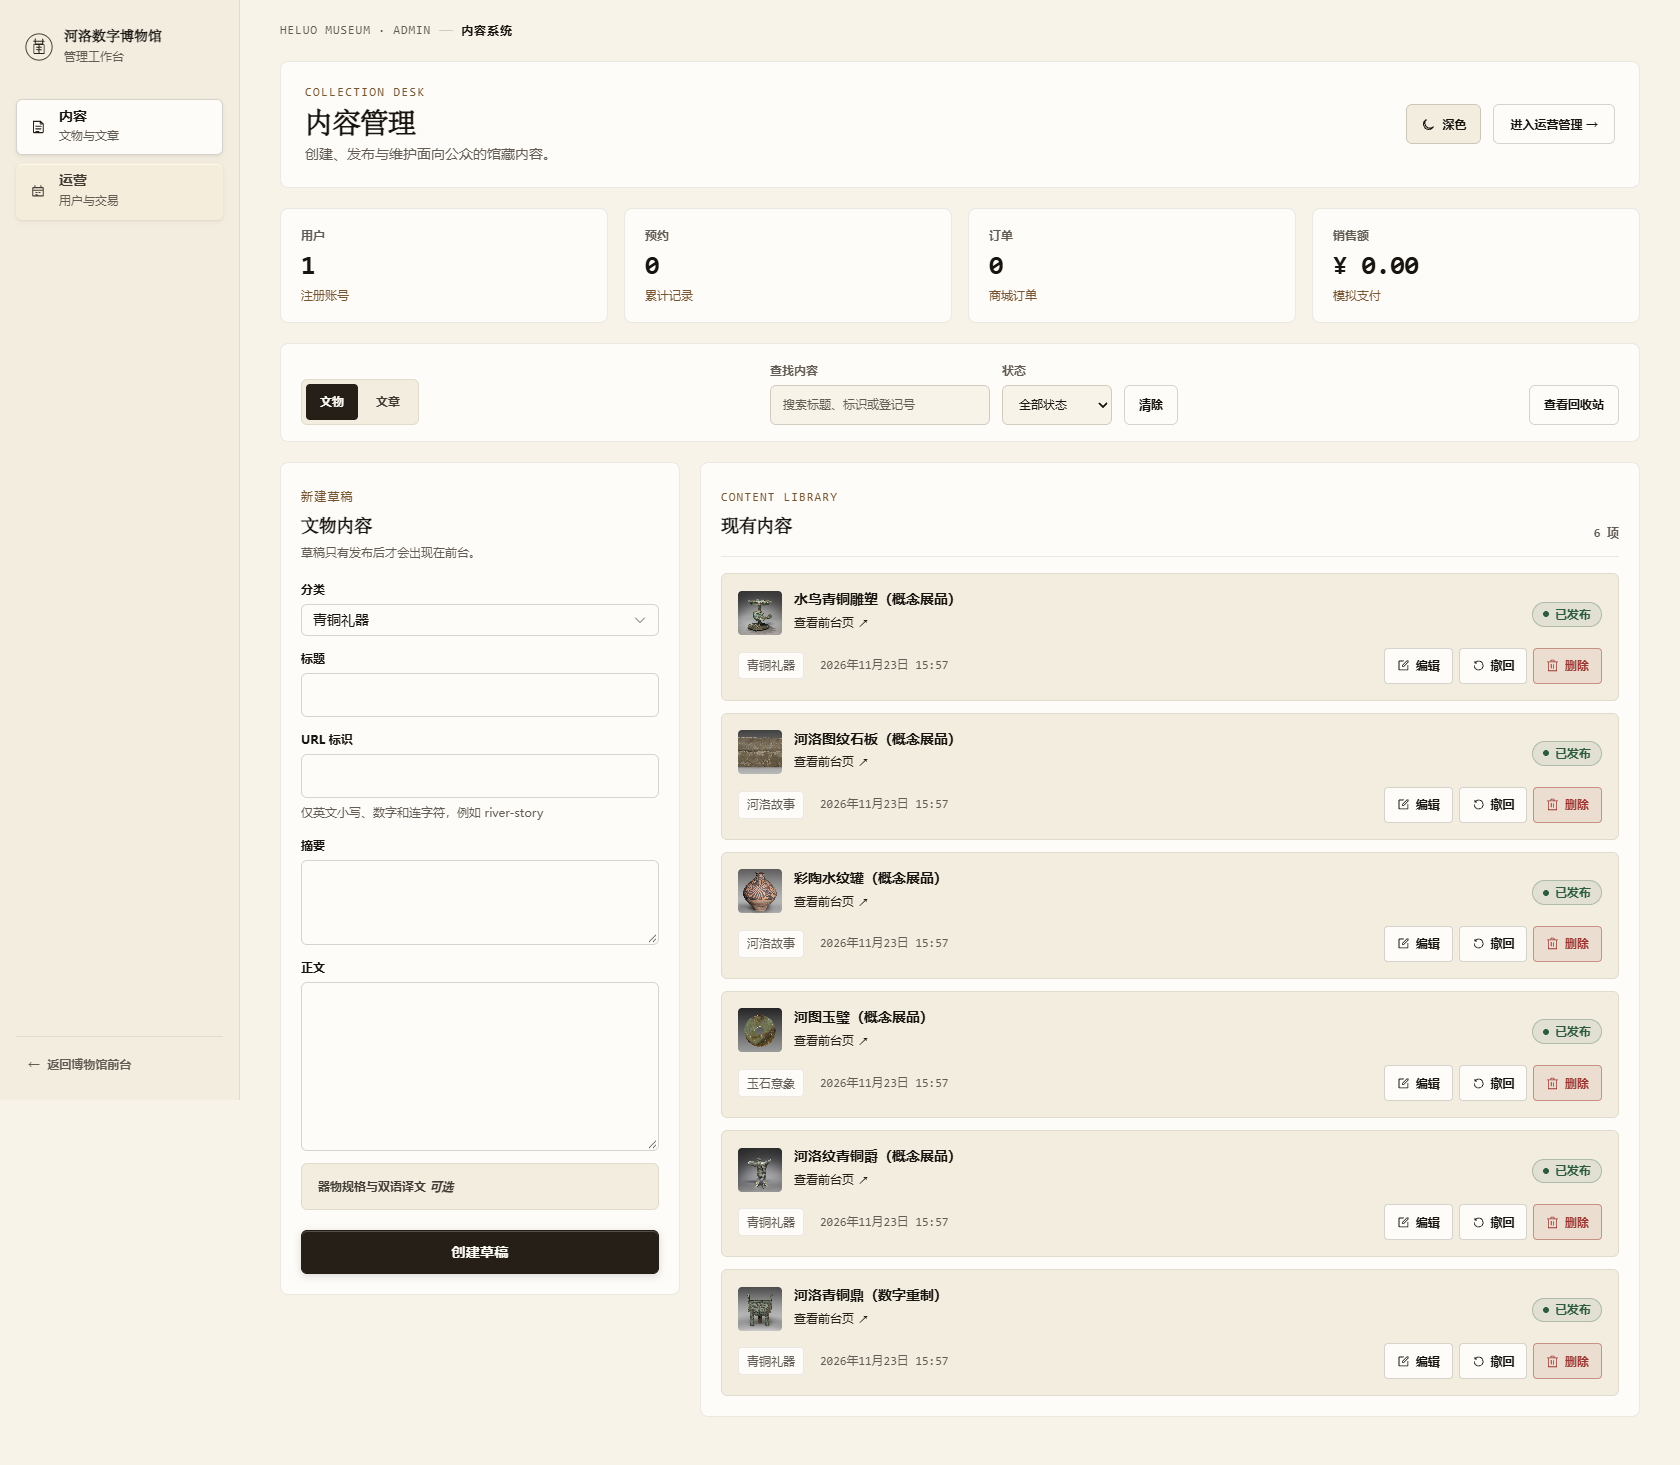 河洛数字博物馆
管理工作台
内容
文物与文章
运营
用户与交易
← 返回博物馆前台
HELUO MUSEUM · ADMIN — 内容系统
COLLECTION DESK
内容管理
创建、发布与维护面向公众的馆藏内容。
深色
进入运营管理 →
用户
1
注册账号
预约
0
累计记录
订单
0
商城订单
销售额
¥ 0.00
模拟支付
文物
文章
查找内容
搜索标题、标识或登记号
状态
全部状态
清除
查看回收站
新建草稿
文物内容
草稿只有发布后才会出现在前台。
分类
青铜礼器
标题
URL 标识
仅英文小写、数字和连字符，例如 river-story
摘要
正文
器物规格与双语译文 可选
创建草稿
CONTENT LIBRARY
现有内容
6 项
水鸟青铜雕塑（概念展品）
查看前台页 ↗
已发布
青铜礼器 2026年11月23日 15:57
编辑 撤回 删除
河洛图纹石板（概念展品）
查看前台页 ↗
已发布
河洛故事 2026年11月23日 15:57
编辑 撤回 删除
彩陶水纹罐（概念展品）
查看前台页 ↗
已发布
河洛故事 2026年11月23日 15:57
编辑 撤回 删除
河图玉璧（概念展品）
查看前台页 ↗
已发布
玉石意象 2026年11月23日 15:57
编辑 撤回 删除
河洛纹青铜爵（概念展品）
查看前台页 ↗
已发布
青铜礼器 2026年11月23日 15:57
编辑 撤回 删除
河洛青铜鼎（数字重制）
查看前台页 ↗
已发布
青铜礼器 2026年11月23日 15:57
编辑 撤回 删除